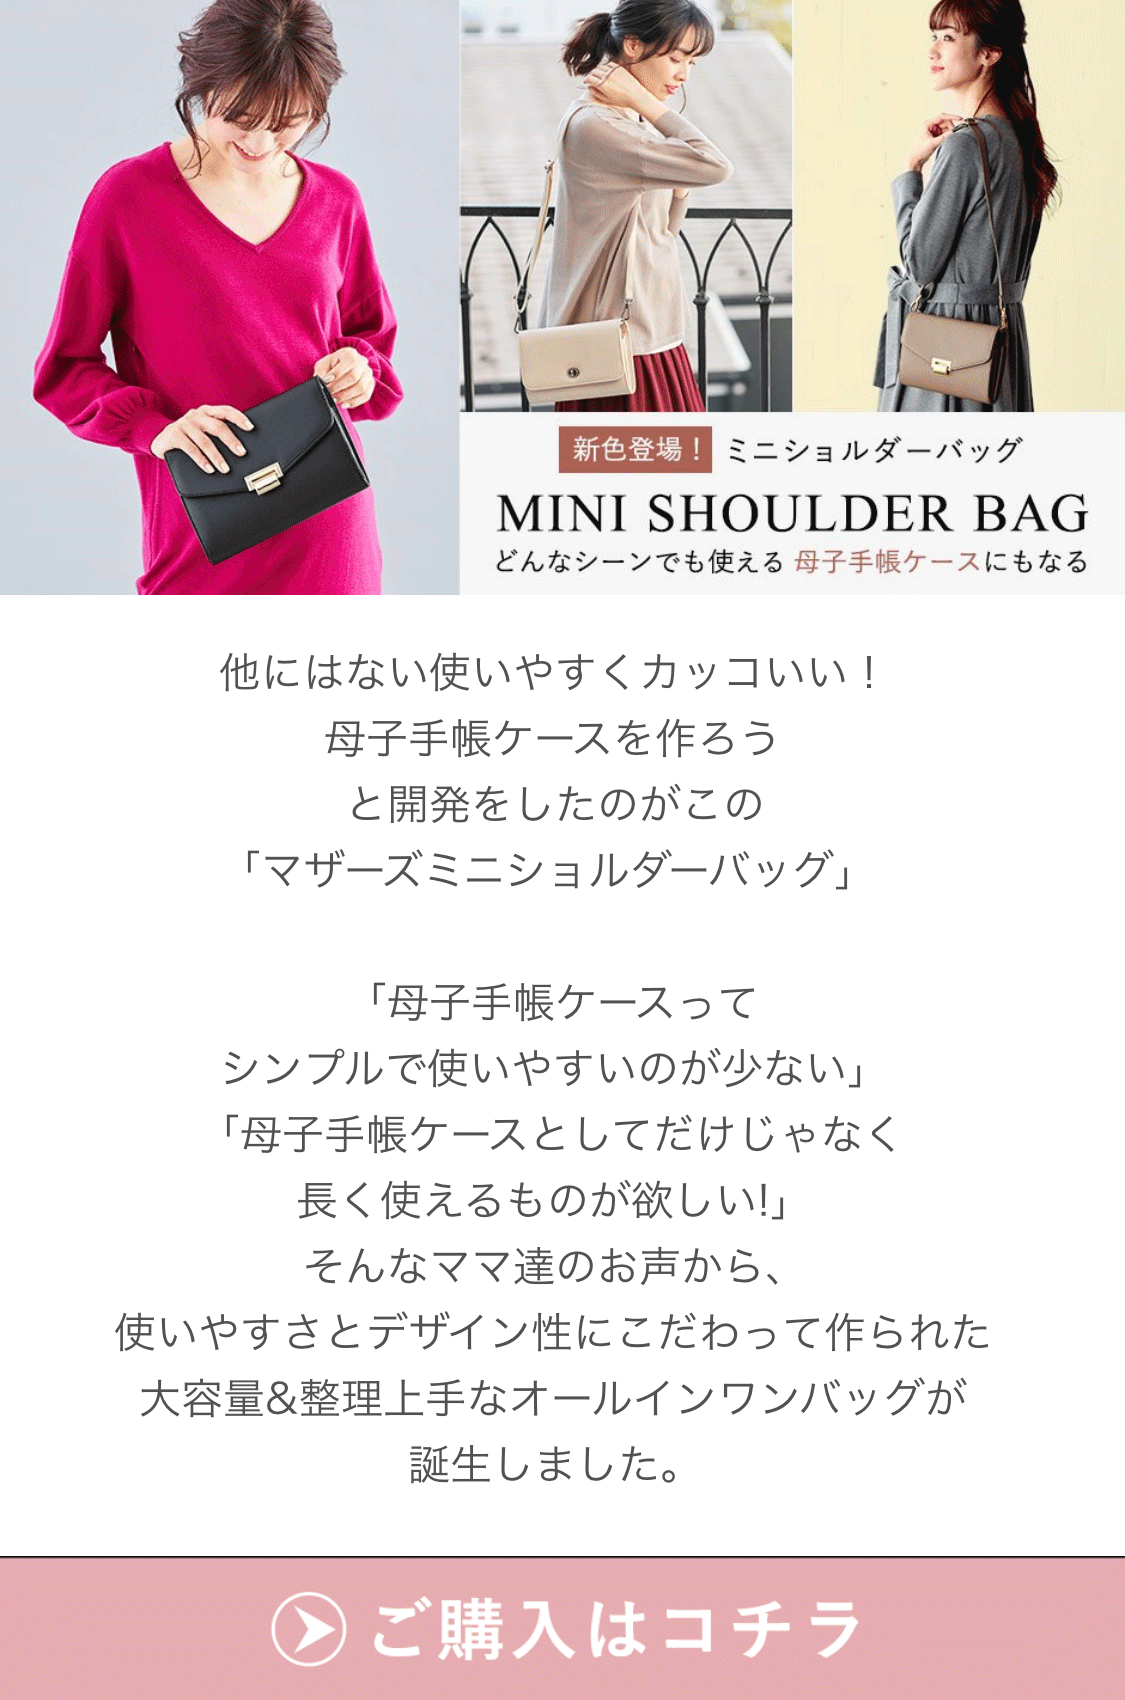 新色登場！ ミニショルダーバッグ
MINI SHOULDER BAG
どんなシーンでも使える 母子手帳ケースにもなる
他にはない使いやすくカッコいい！
母子手帳ケースを作ろう
と開発をしたのがこの
「マザーズミニショルダーバッグ」
「母子手帳ケースって
シンプルで使いやすいのが少ない」
「母子手帳ケースとしてだけじゃなく
長く使えるものが欲しい!」
そんなママ達のお声から、
使いやすさとデザイン性にこだわって作られた
大容量&整理上手なオールインワンバッグが
誕生しました。
ご購入はコチラ